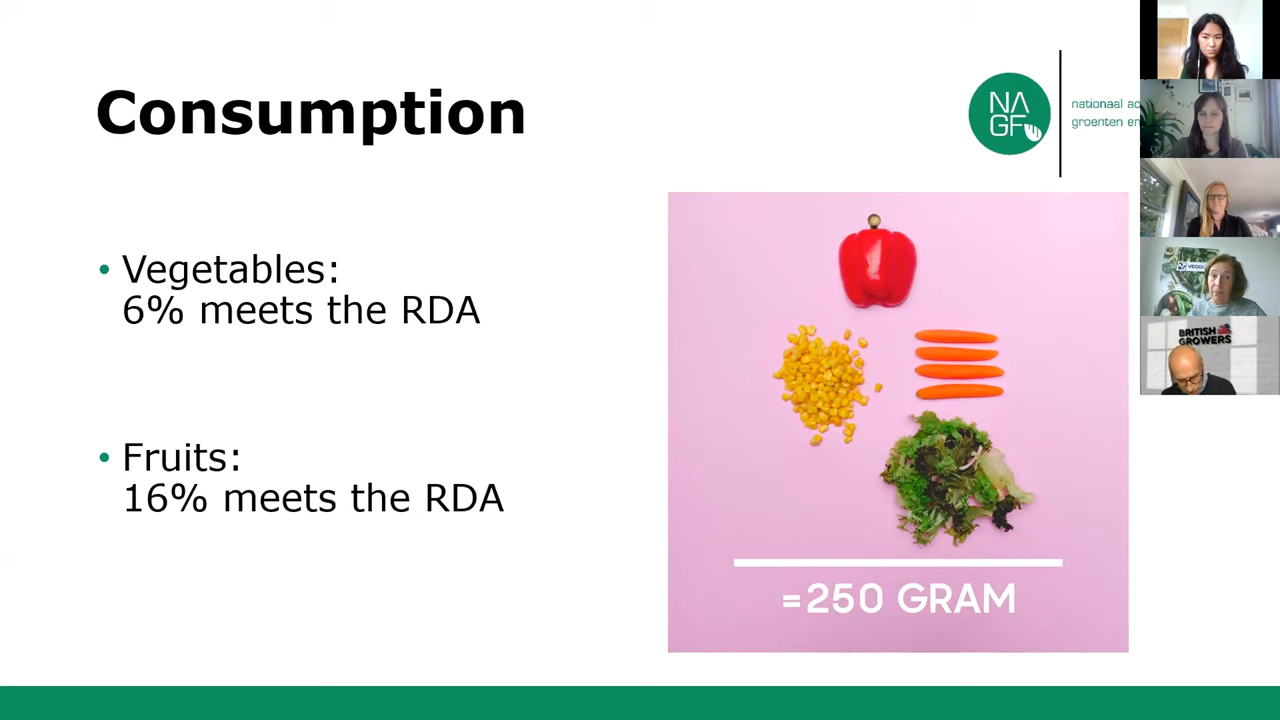 Consumption
NA
GF
nationaal
groenten en
• Vegetables:
6% meets the RDA
• Fruits:
16% meets the RDA
=250 GRAM
BRITISH
GROWERS